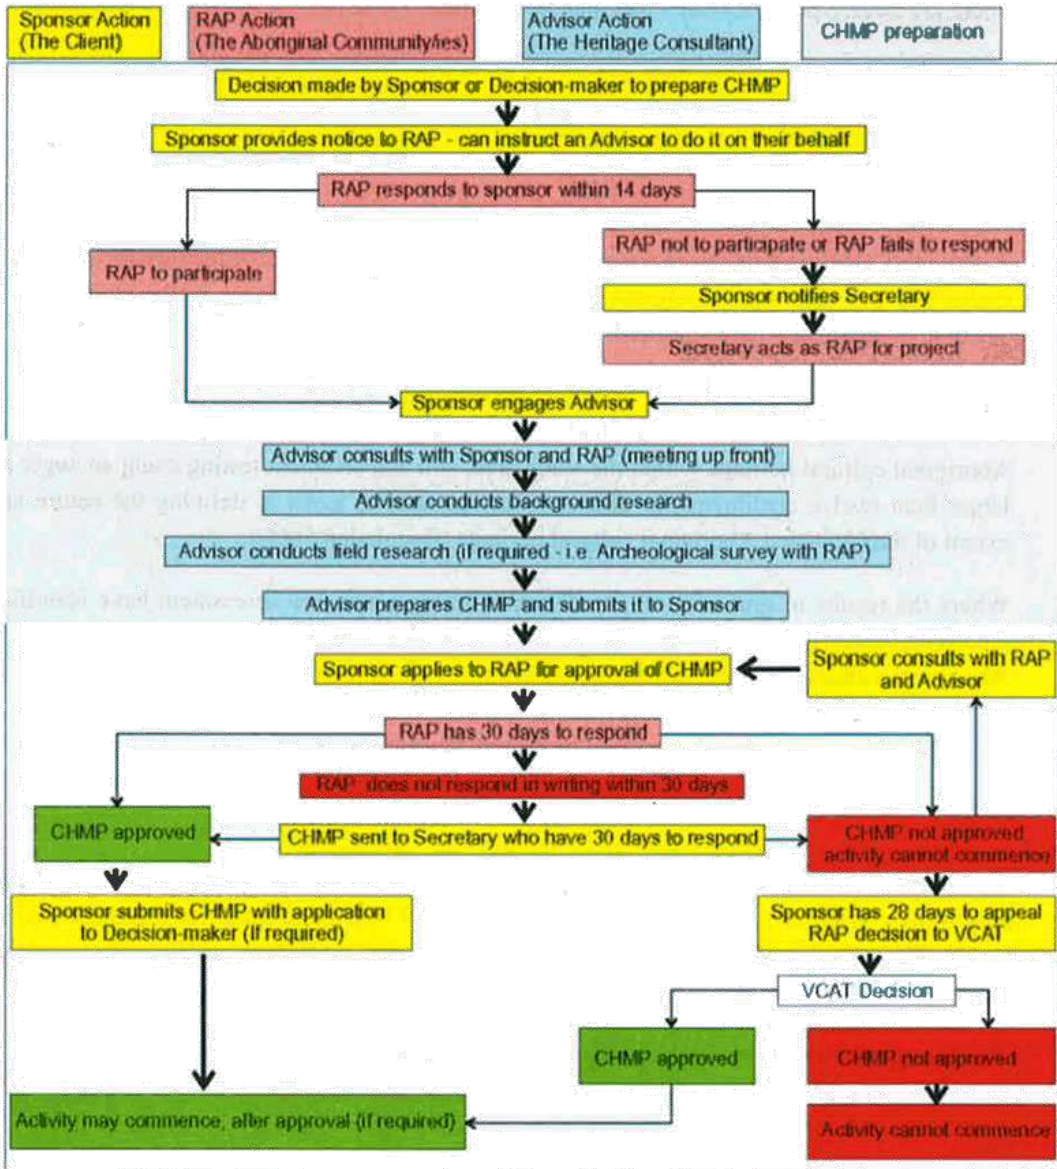 Sponsor Action
(The Client)
RAP Action
(The Aboriginal Community/ies)
Advisor Action
(The Heritage Consultant)
CHMP preparation
Decision made by Sponsor or Decision-maker to prepare CHMP
Sponsor provides notice to RAP - can instruct an Advisor to do it on their behalf
RAP responds to sponsor within 14 days
RAP to participate
RAP not to participate or RAP fails to respond
Sponsor notifies Secretary
Secretary acts as RAP for project
Sponsor engages Advisor
Advisor consults with Sponsor and RAP (meeting up front)
Advisor conducts background research
Advisor conducts field research (if required - i.e. Archeological survey with RAP)
Advisor prepares CHMP and submits it to Sponsor
Sponsor applies to RAP for approval of CHMP
Sponsor consults with RAP
and Advisor
RAP has 30 days to respond
RAP does not respond in writing within 30 days
CHMP approved
CHMP sent to Secretary who have 30 days to respond
CHMP not approved
activity cannot commence
Sponsor submits CHMP with application
to Decision-maker (If required)
Sponsor has 28 days to appeal
RAP decision to VCAT
VCAT Decision
CHMP approved
CHMP not approved
Activity may commence, after approval (if required)
Activity cannot commence